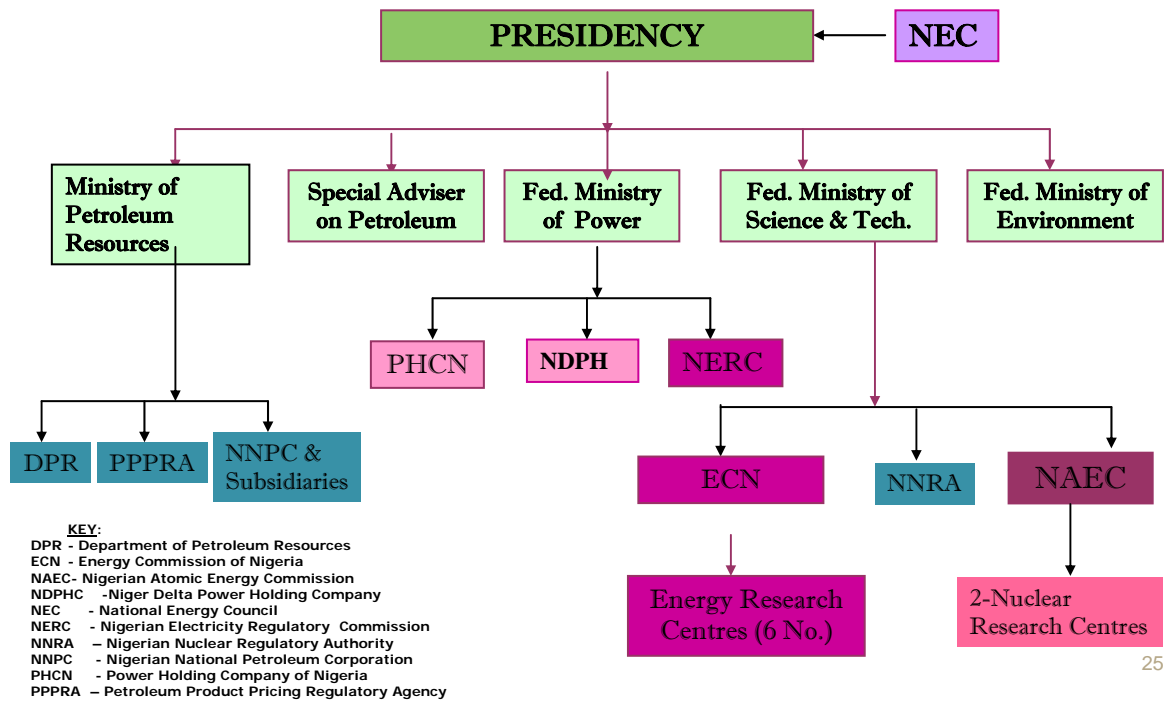 PRESIDENCY
NEC
Ministry of
Petroleum
Resources
Special Adviser
on Petroleum
Fed. Ministry
of Power
Fed. Ministry of
Science & Tech.
Fed. Ministry of
Environment
PHCN
NDPH
NERC
DPR
PPPRA
NNPC &
Subsidiaries
ECN
NNRA
NAEC
Energy Research
Centres (6 No.)
2-Nuclear
Research Centres
KEY:
DPR - Department of Petroleum Resources
ECN - Energy Commission of Nigeria
NAEC- Nigerian Atomic Energy Commission
NDPHC -Niger Delta Power Holding Company
NEC - National Energy Council
NERC - Nigerian Electricity Regulatory Commission
NNRA – Nigerian Nuclear Regulatory Authority
NNPC - Nigerian National Petroleum Corporation
PHCN - Power Holding Company of Nigeria
PPPRA – Petroleum Product Pricing Regulatory Agency
25